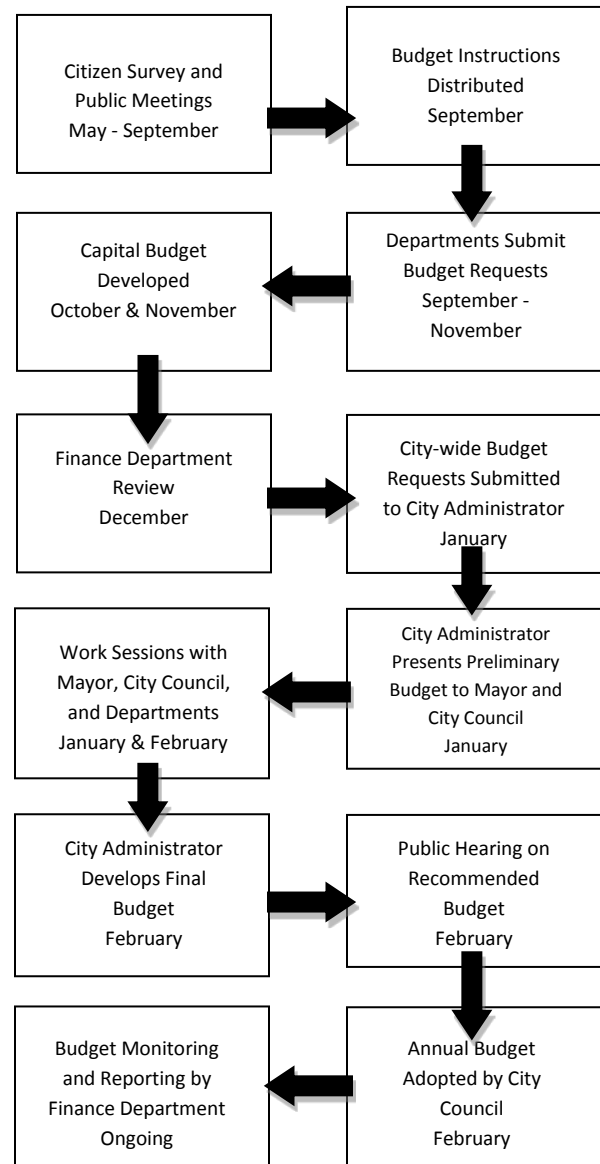 Citizen Survey and
Public Meetings
May - September
Budget Instructions
Distributed
September
Departments Submit
Budget Requests
September -
November
Capital Budget
Developed
October & November
Finance Department
Review
December
City-wide Budget
Requests Submitted
to City Administrator
January
City Administrator
Presents Preliminary
Budget to Mayor and
City Council
January
Work Sessions with
Mayor, City Council,
and Departments
January & February
City Administrator
Develops Final
Budget
February
Public Hearing on
Recommended
Budget
February
Annual Budget
Adopted by City
Council
February
Budget Monitoring
and Reporting by
Finance Department
Ongoing